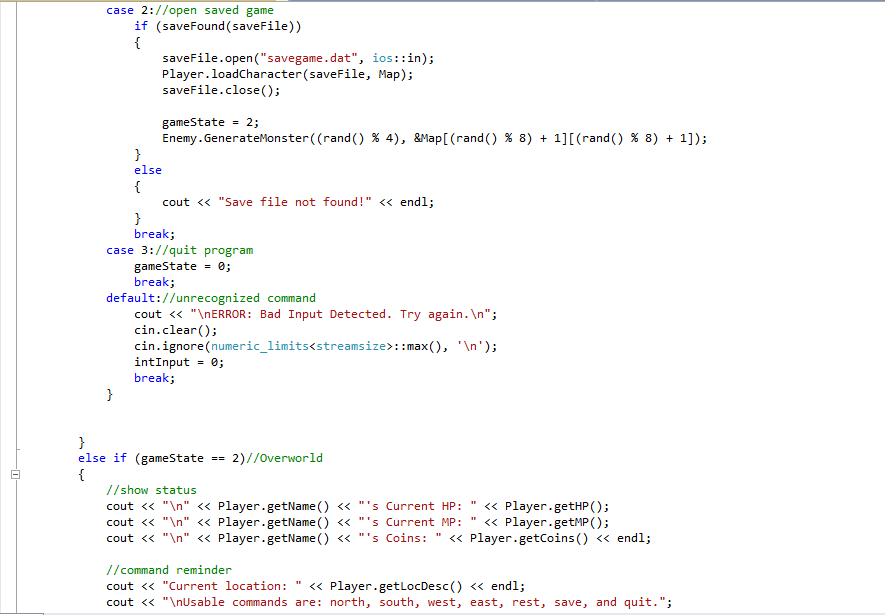 case 2://open saved game
if (saveFound(saveFile))
{
saveFile.open("savegame.dat", ios::in);
Player.loadCharacter(saveFile, Map);
saveFile.close();
gameState = 2;
Enemy.GenerateMonster((rand() % 4), &Map[(rand() % 8) + 1][(rand() % 8) + 1]);
}
else
{
cout << "Save file not found!" << endl;
}
break;
case 3://quit program
gameState = 0;
break;
default://unrecognized command
cout << "\nERROR: Bad Input Detected. Try again.\n";
cin.clear();
cin.ignore(numeric_limits<streamsize>::max(), '\n');
intInput = 0;
break;
}
}
else if (gameState == 2)//Overworld
{
//show status
cout << "\n" << Player.getName() << "'s Current HP: " << Player.getHP();
cout << "\n" << Player.getName() << "'s Current MP: " << Player.getMP();
cout << "\n" << Player.getName() << "'s Coins: " << Player.getCoins() << endl;
//command reminder
cout << "Current location: " << Player.getLocDesc() << endl;
cout << "\nUsable commands are: north, south, west, east, rest, save, and quit.";